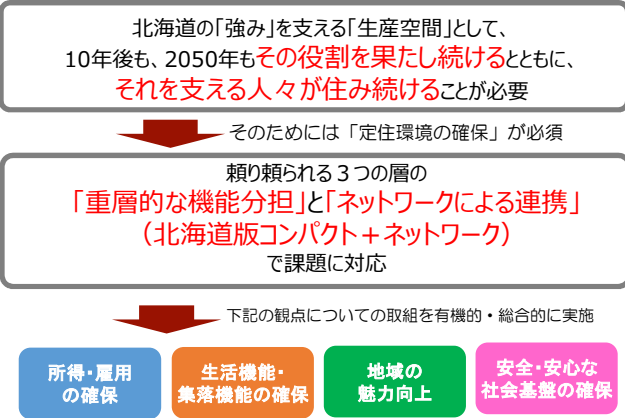 北海道の「強み」を支える「生産空間」として、
10年後も、2050年もその役割を果たし続けるとともに、
それを支える人々が住み続けることが必要
そのためには「定住環境の確保」が必須
頼り頼られる３つの層の
「重層的な機能分担」と「ネットワークによる連携」
（北海道版コンパクト＋ネットワーク）
で課題に対応
下記の観点についての取組を有機的・総合的に実施
所得・雇用
の確保
生活機能・
集落機能の確保
地域の
魅力向上
安全・安心な
社会基盤の確保